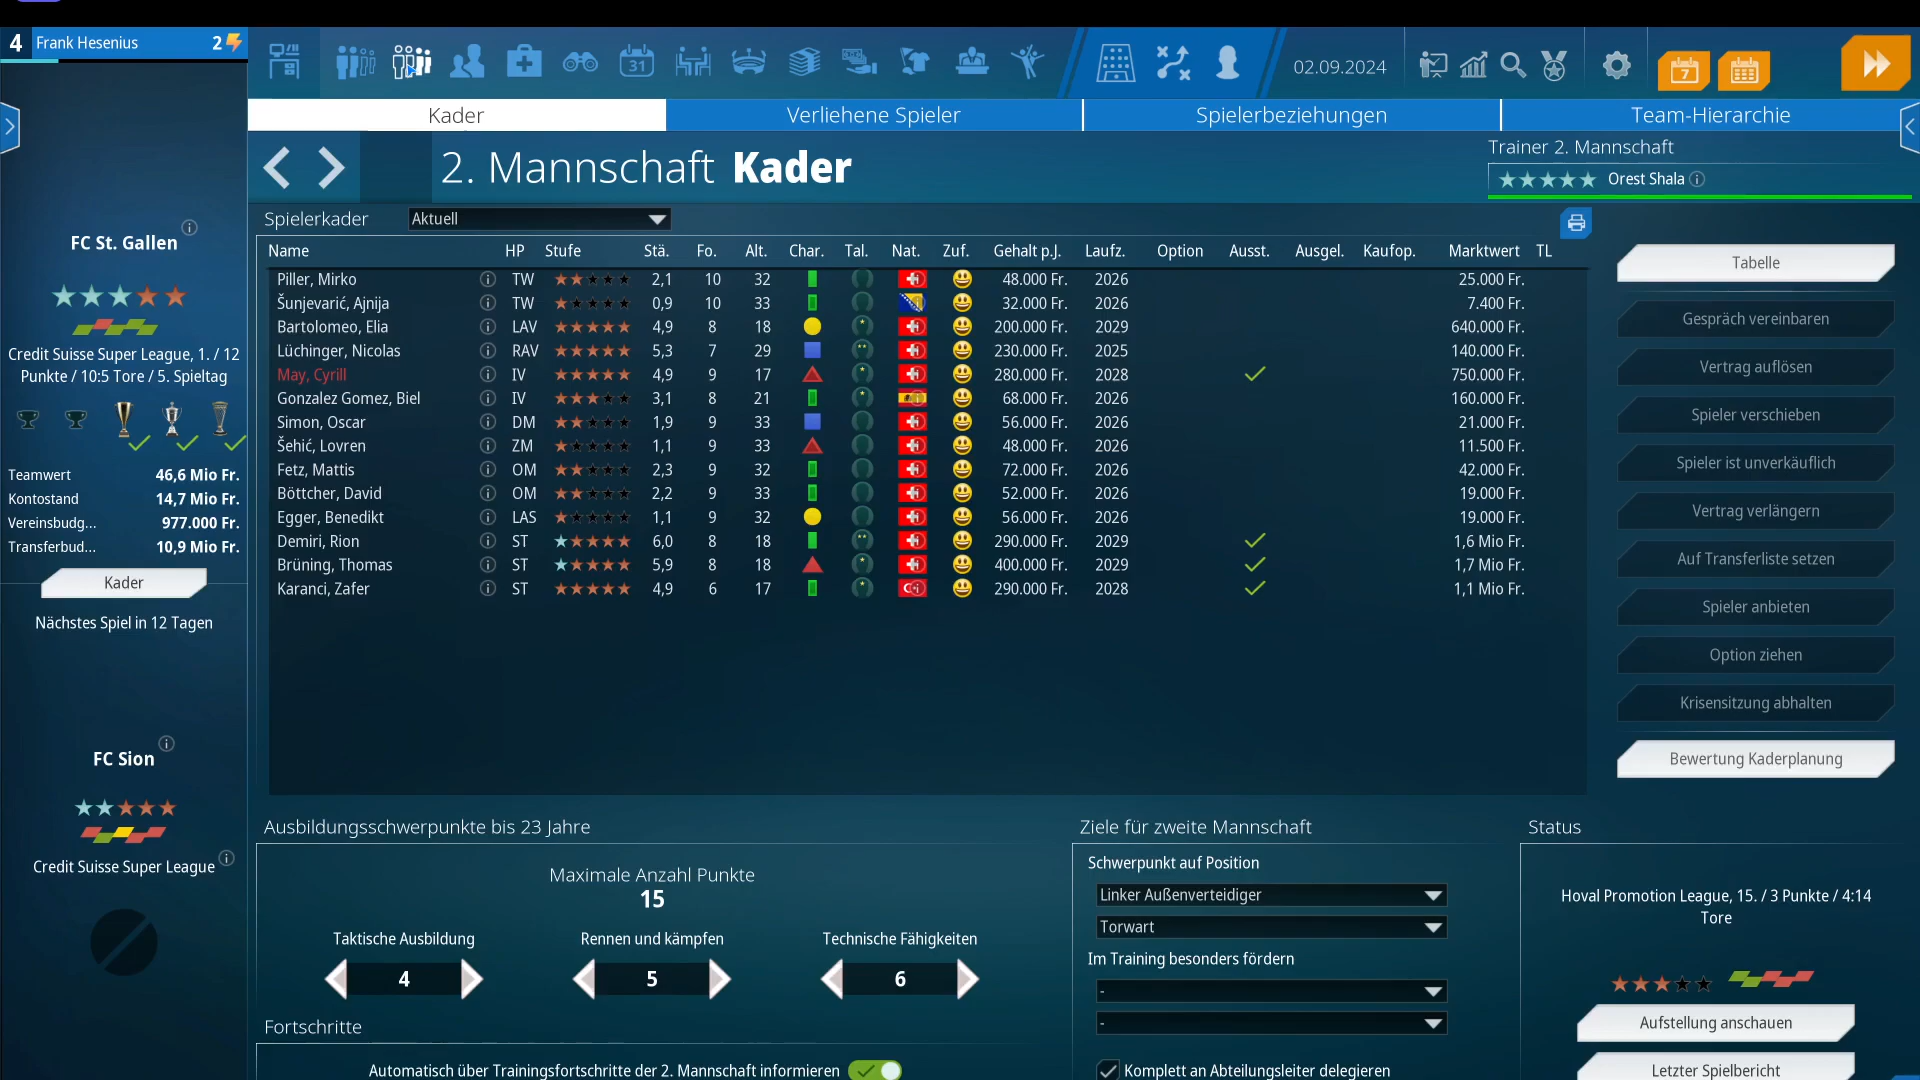 4 Frank Hesenius 2
31
02.09.2024
7
Kader Verliehene Spieler Spielerbeziehungen Team-Hierarchie
2. Mannschaft Kader
Trainer 2. Mannschaft
Orest Shala
FC St. Gallen
Credit Suisse Super League, 1. / 12
Punkte / 10:5 Tore / 5. Spieltag
Teamwert 46,6 Mio Fr.
Kontostand 14,7 Mio Fr.
Vereinsbudg... 977.000 Fr.
Transferbud... 10,9 Mio Fr.
Kader
Nächstes Spiel in 12 Tagen
FC Sion
Credit Suisse Super League
Spielerkader Aktuell
Name HP Stufe Stä. Fo. Alt. Char. Tal. Nat. Zuf. Gehalt p.J. Laufz. Option Ausst. Ausgel. Kaufop. Marktwert TL
Piller, Mirko TW 2,1 10 32 48.000 Fr. 2026 25.000 Fr.
Šunjevarić, Ajnija TW 0,9 10 33 32.000 Fr. 2026 7.400 Fr.
Bartolomeo, Elia LAV 4,9 8 18 200.000 Fr. 2029 640.000 Fr.
Lüchinger, Nicolas RAV 5,3 7 29 230.000 Fr. 2025 140.000 Fr.
May, Cyrill IV 4,9 9 17 280.000 Fr. 2028 750.000 Fr.
Gonzalez Gomez, Biel IV 3,1 8 21 68.000 Fr. 2026 160.000 Fr.
Simon, Oscar DM 1,9 9 33 56.000 Fr. 2026 21.000 Fr.
Šehić, Lovren ZM 1,1 9 33 48.000 Fr. 2026 11.500 Fr.
Fetz, Mattis OM 2,3 9 32 72.000 Fr. 2026 42.000 Fr.
Böttcher, David OM 2,2 9 33 52.000 Fr. 2026 19.000 Fr.
Egger, Benedikt LAS 1,1 9 32 56.000 Fr. 2026 19.000 Fr.
Demiri, Rion ST 6,0 8 18 290.000 Fr. 2029 1,6 Mio Fr.
Brüning, Thomas ST 5,9 8 18 400.000 Fr. 2029 1,7 Mio Fr.
Karanci, Zafer ST 4,9 6 17 290.000 Fr. 2028 1,1 Mio Fr.
Tabelle
Gespräch vereinbaren
Vertrag auflösen
Spieler verschieben
Spieler ist unverkäuflich
Vertrag verlängern
Auf Transferliste setzen
Spieler anbieten
Option ziehen
Krisensitzung abhalten
Bewertung Kaderplanung
Ausbildungsschwerpunkte bis 23 Jahre
Maximale Anzahl Punkte
15
Taktische Ausbildung Rennen und kämpfen Technische Fähigkeiten
4 5 6
Fortschritte
Automatisch über Trainingsfortschritte der 2. Mannschaft informieren
Ziele für zweite Mannschaft
Schwerpunkt auf Position
Linker Außenverteidiger
Torwart
Im Training besonders fördern
-
-
Komplett an Abteilungsleiter delegieren
Status
Hoval Promotion League, 15. / 3 Punkte / 4:14
Tore
Aufstellung anschauen
Letzter Spielbericht